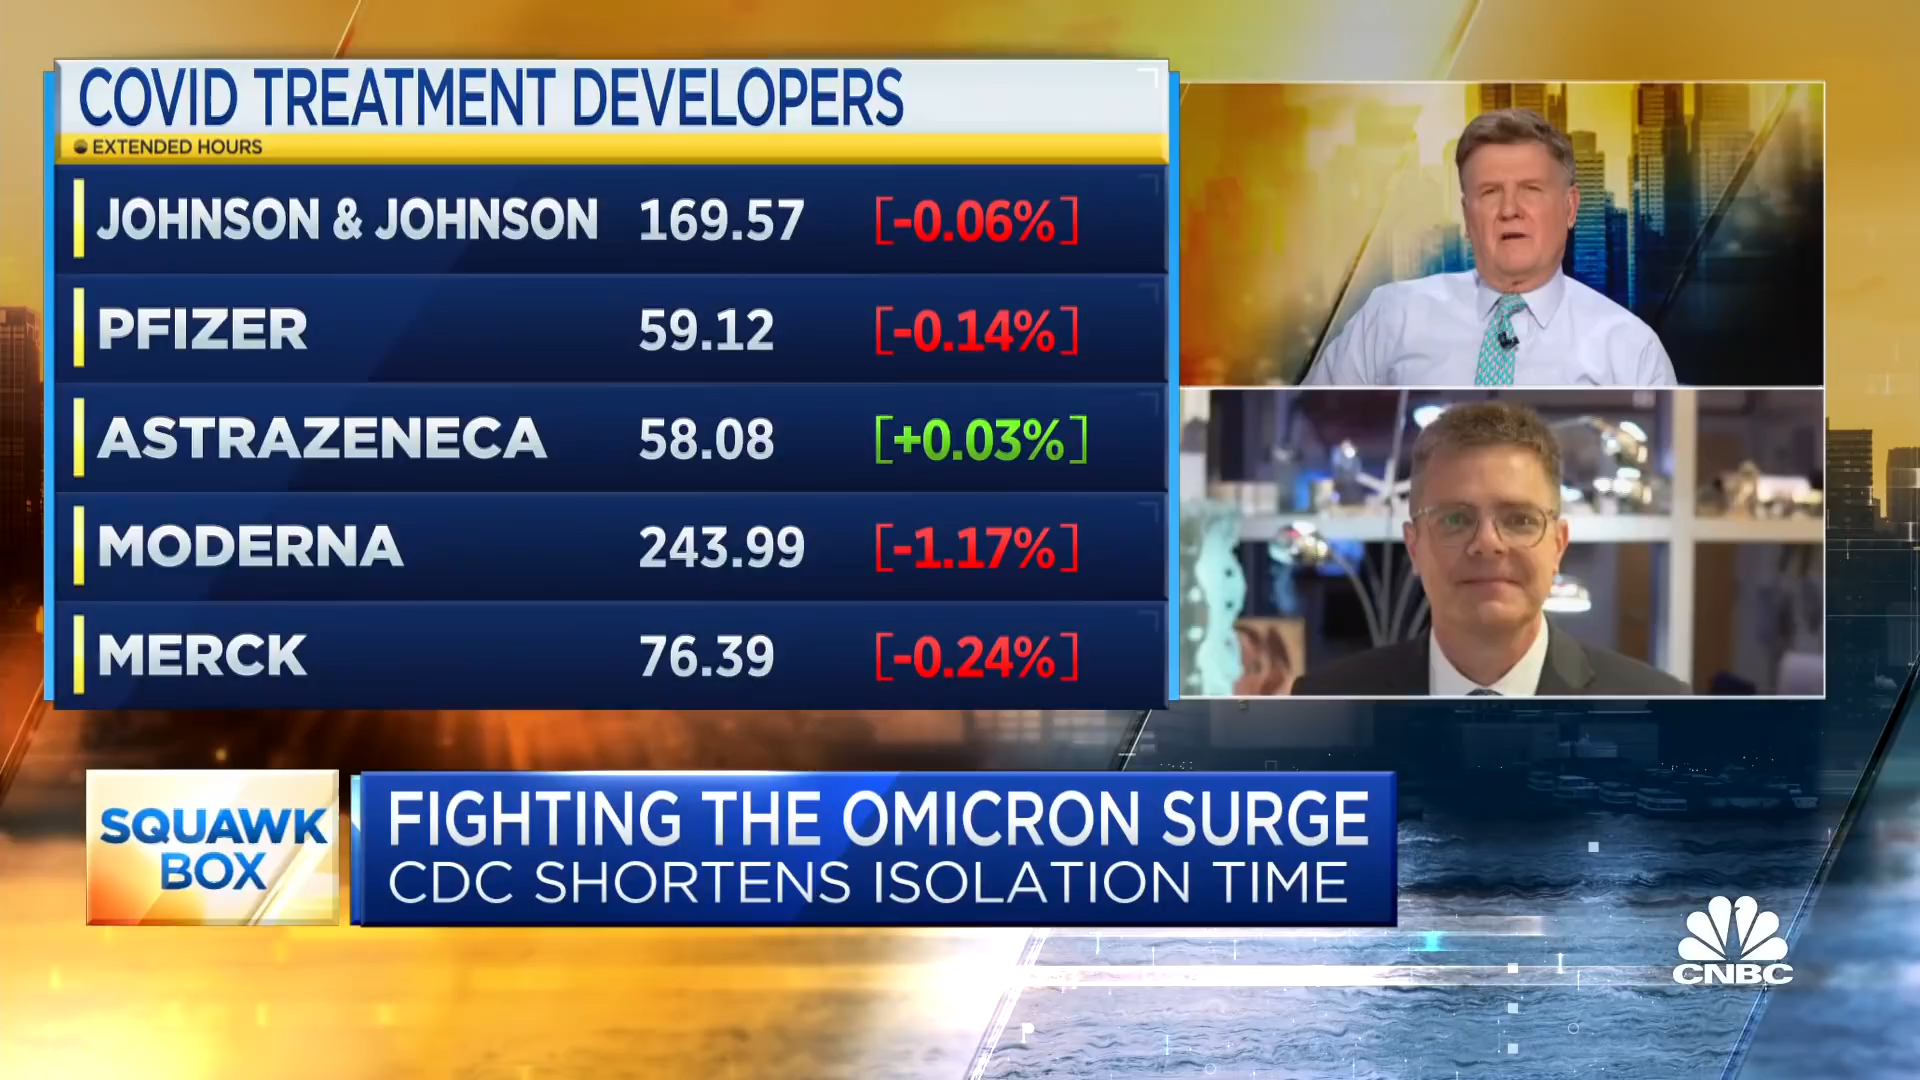 COVID TREATMENT DEVELOPERS
EXTENDED HOURS
JOHNSON & JOHNSON 169.57 [-0.06%]
PFIZER 59.12 [-0.14%]
ASTRAZENECA 58.08 [+0.03%]
MODERNA 243.99 [-1.17%]
MERCK 76.39 [-0.24%]
SQUAWK
BOX
FIGHTING THE OMICRON SURGE
CDC SHORTENS ISOLATION TIME
CNBC